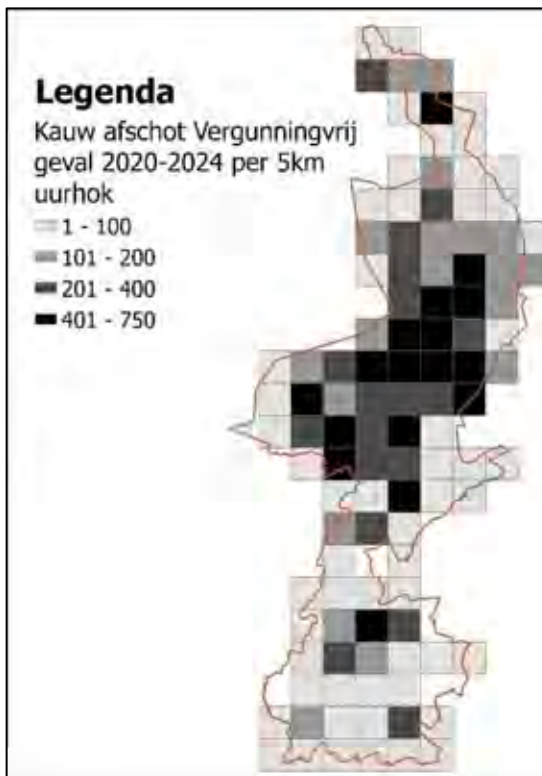 Legenda
Kauw afschot Vergunningvrij
geval 2020-2024 per 5km
uurhok
1 - 100
101 - 200
201 - 400
401 - 750